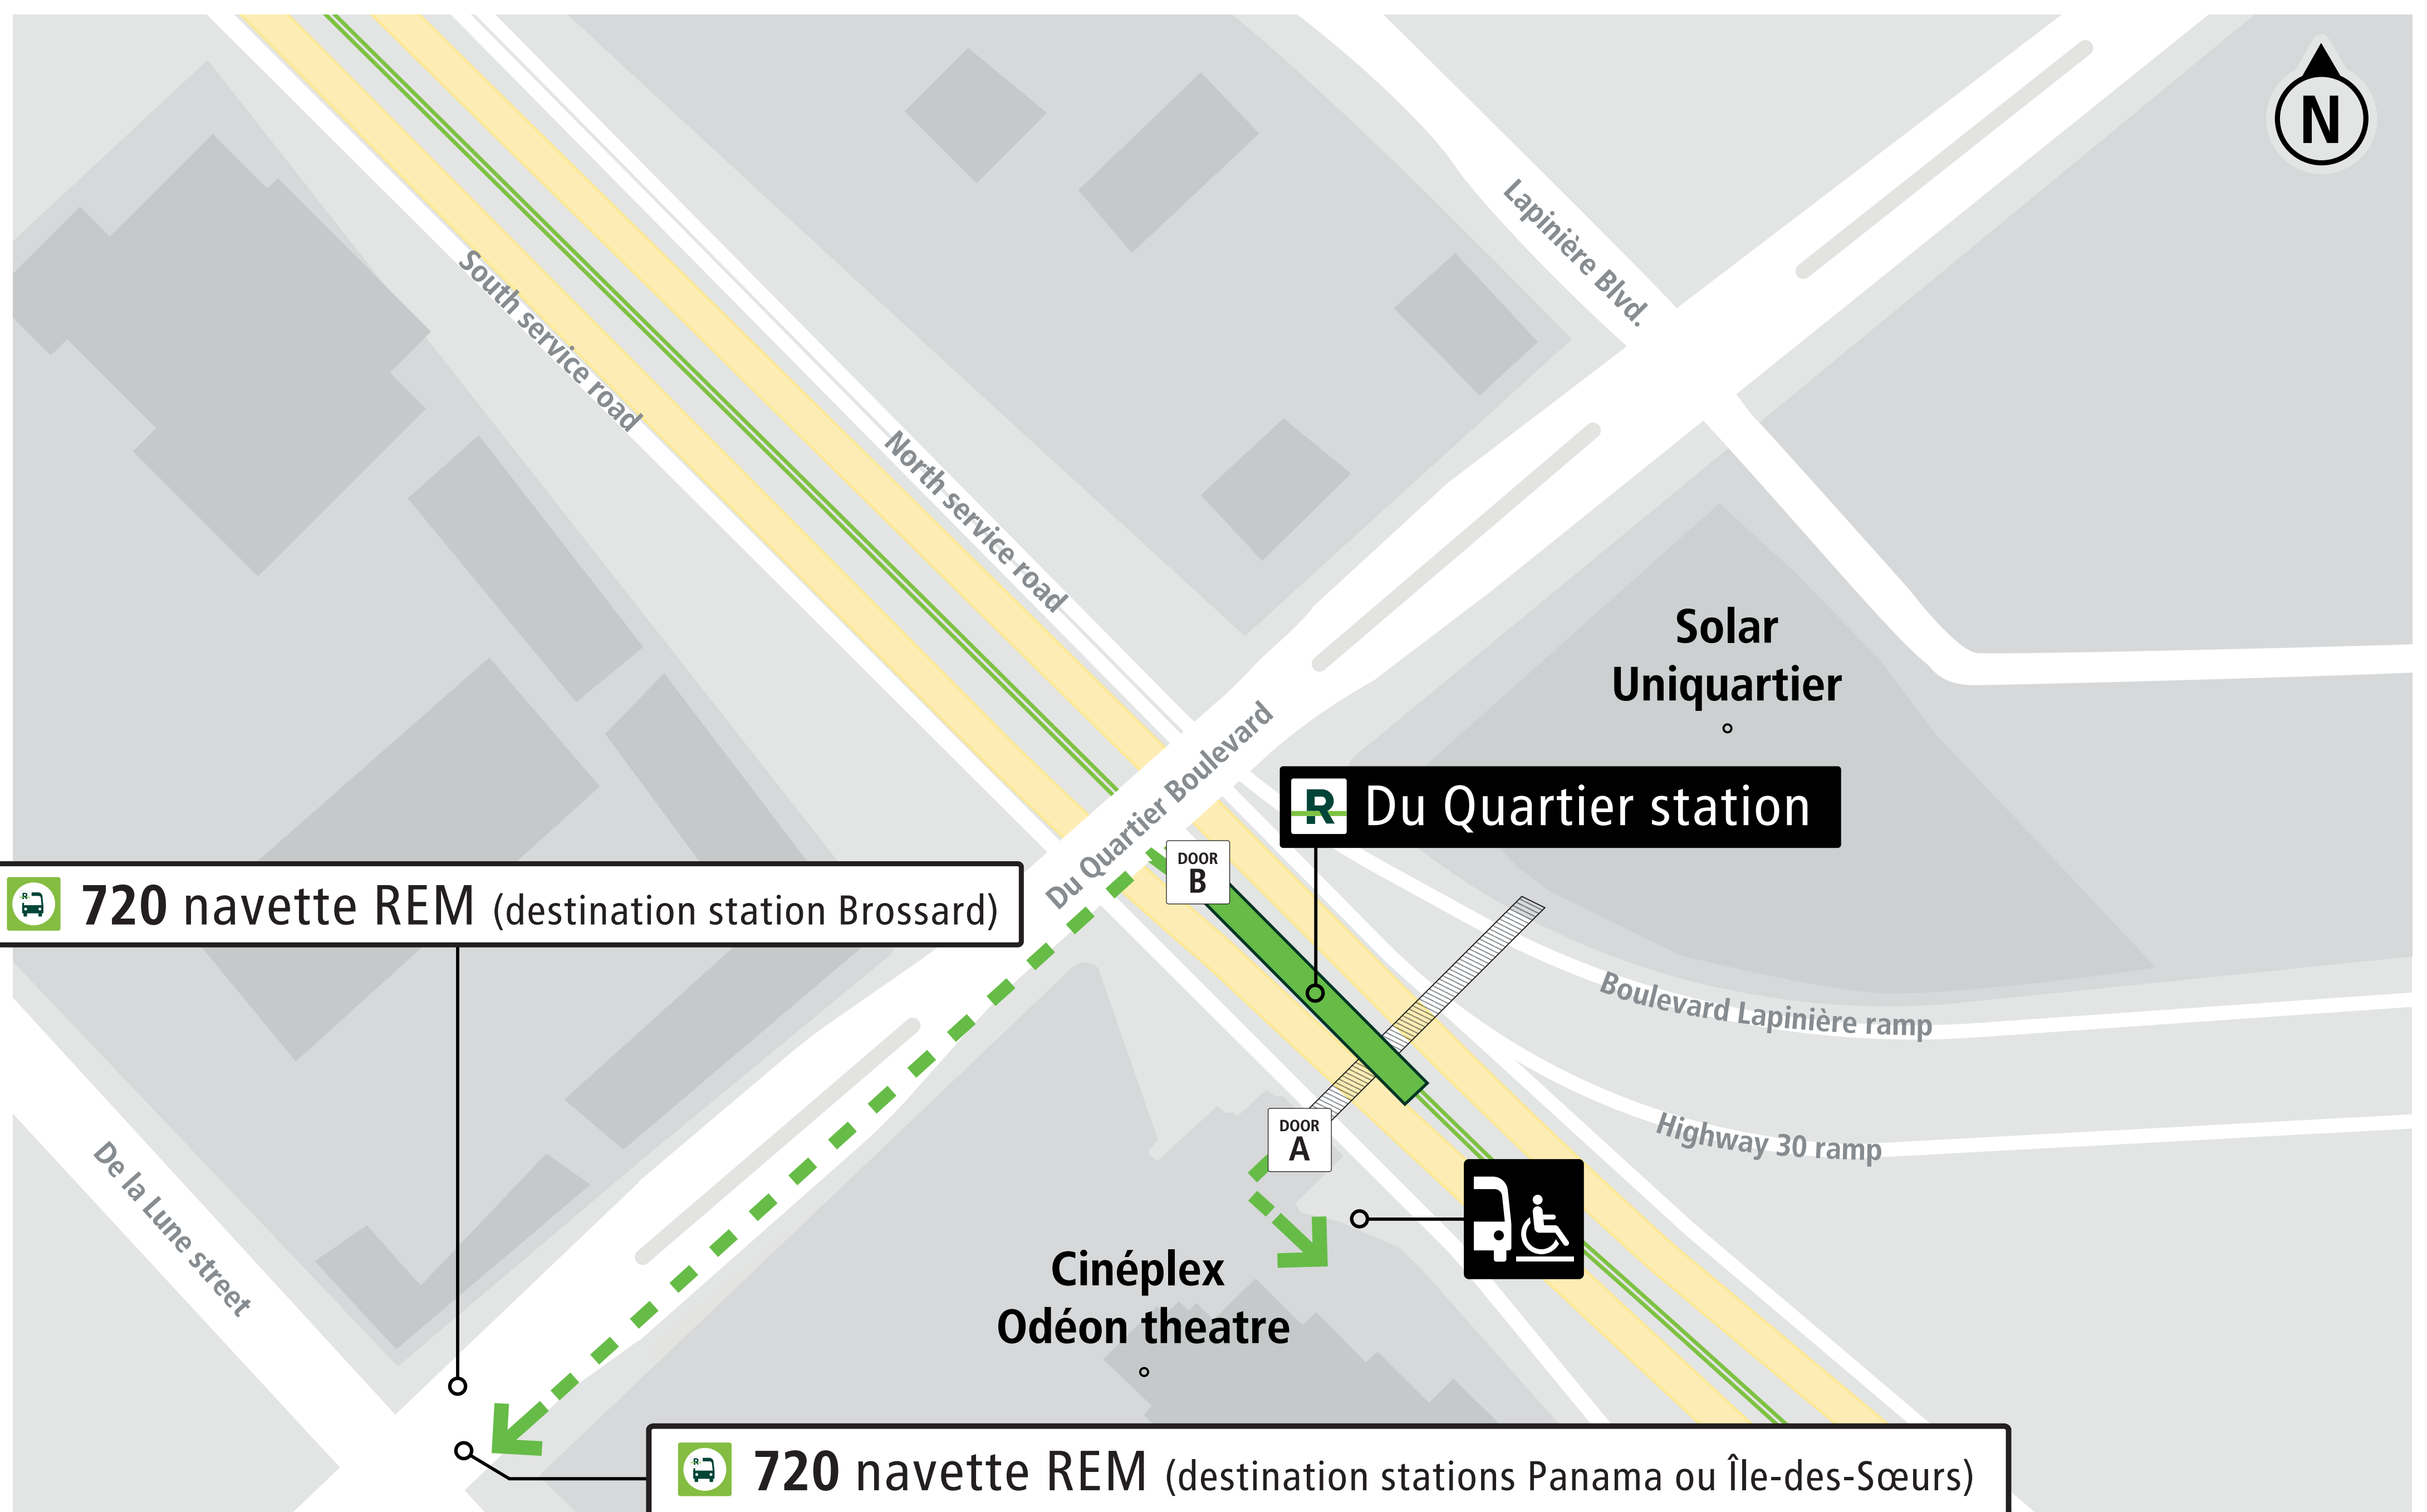 N
Lapinière Blvd.
South service road
North service road
Solar
Uniquartier
Du Quartier Boulevard
R Du Quartier station
DOOR
B
R 720 navette REM (destination station Brossard)
Boulevard Lapinière ramp
Highway 30 ramp
DOOR
A
De la Lune street
Cinéplex
Odéon theatre
R 720 navette REM (destination stations Panama ou Île-des-Sœurs)